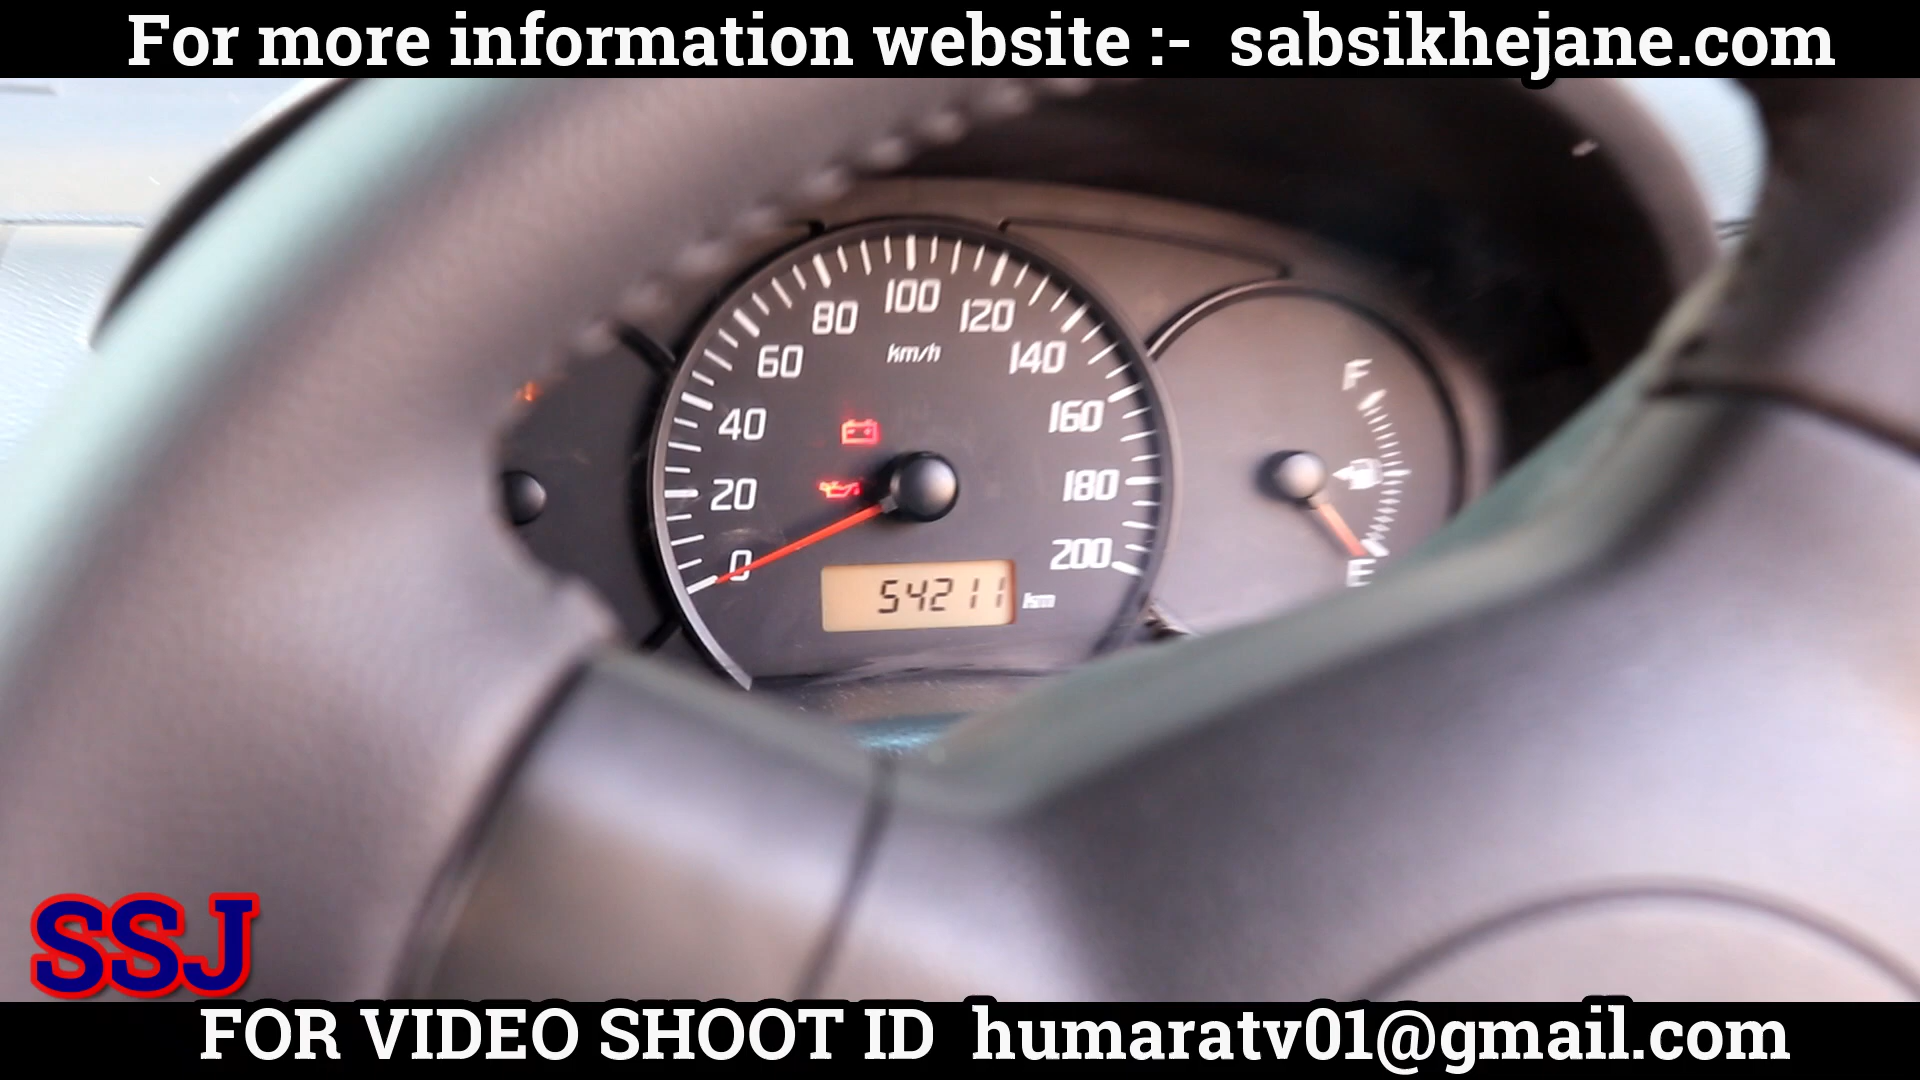 For more information website :- sabsikhejane.com
100
80
120
60
km/h
140
F
40
160
20
180
0
200
E
54211 km
SSJ
FOR VIDEO SHOOT ID humaratv01@gmail.com